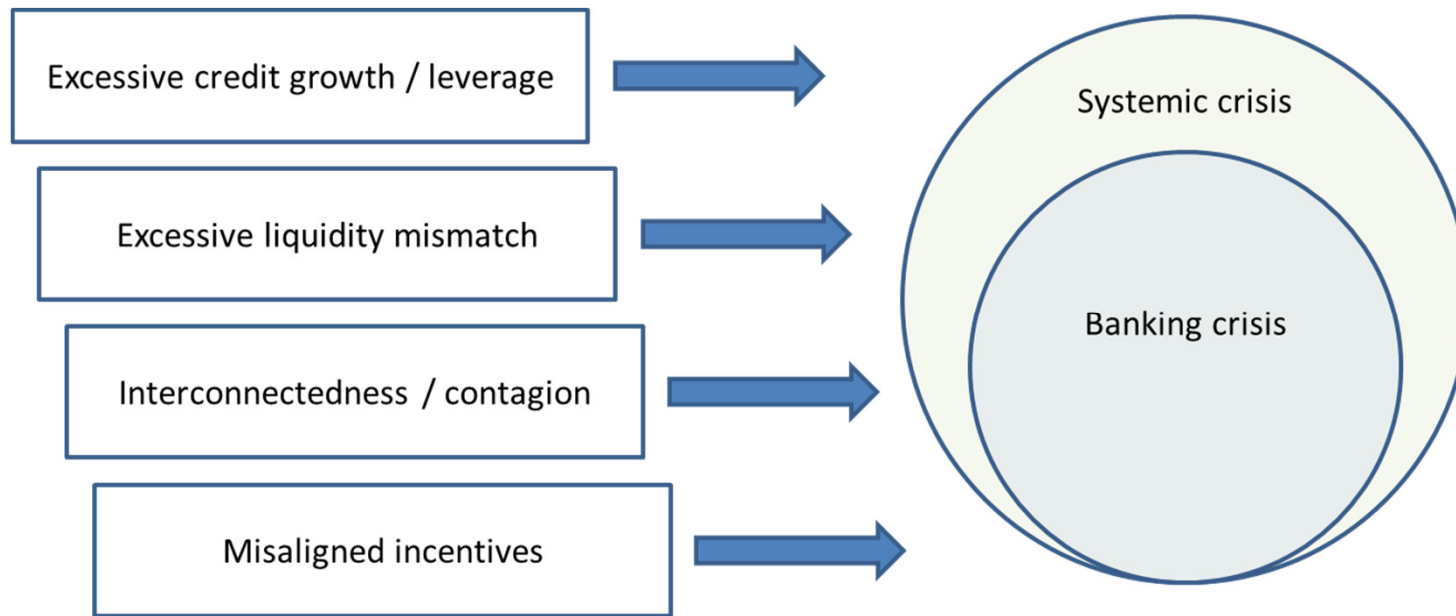 Excessive credit growth / leverage
Systemic crisis
Excessive liquidity mismatch
Banking crisis
Interconnectedness / contagion
Misaligned incentives